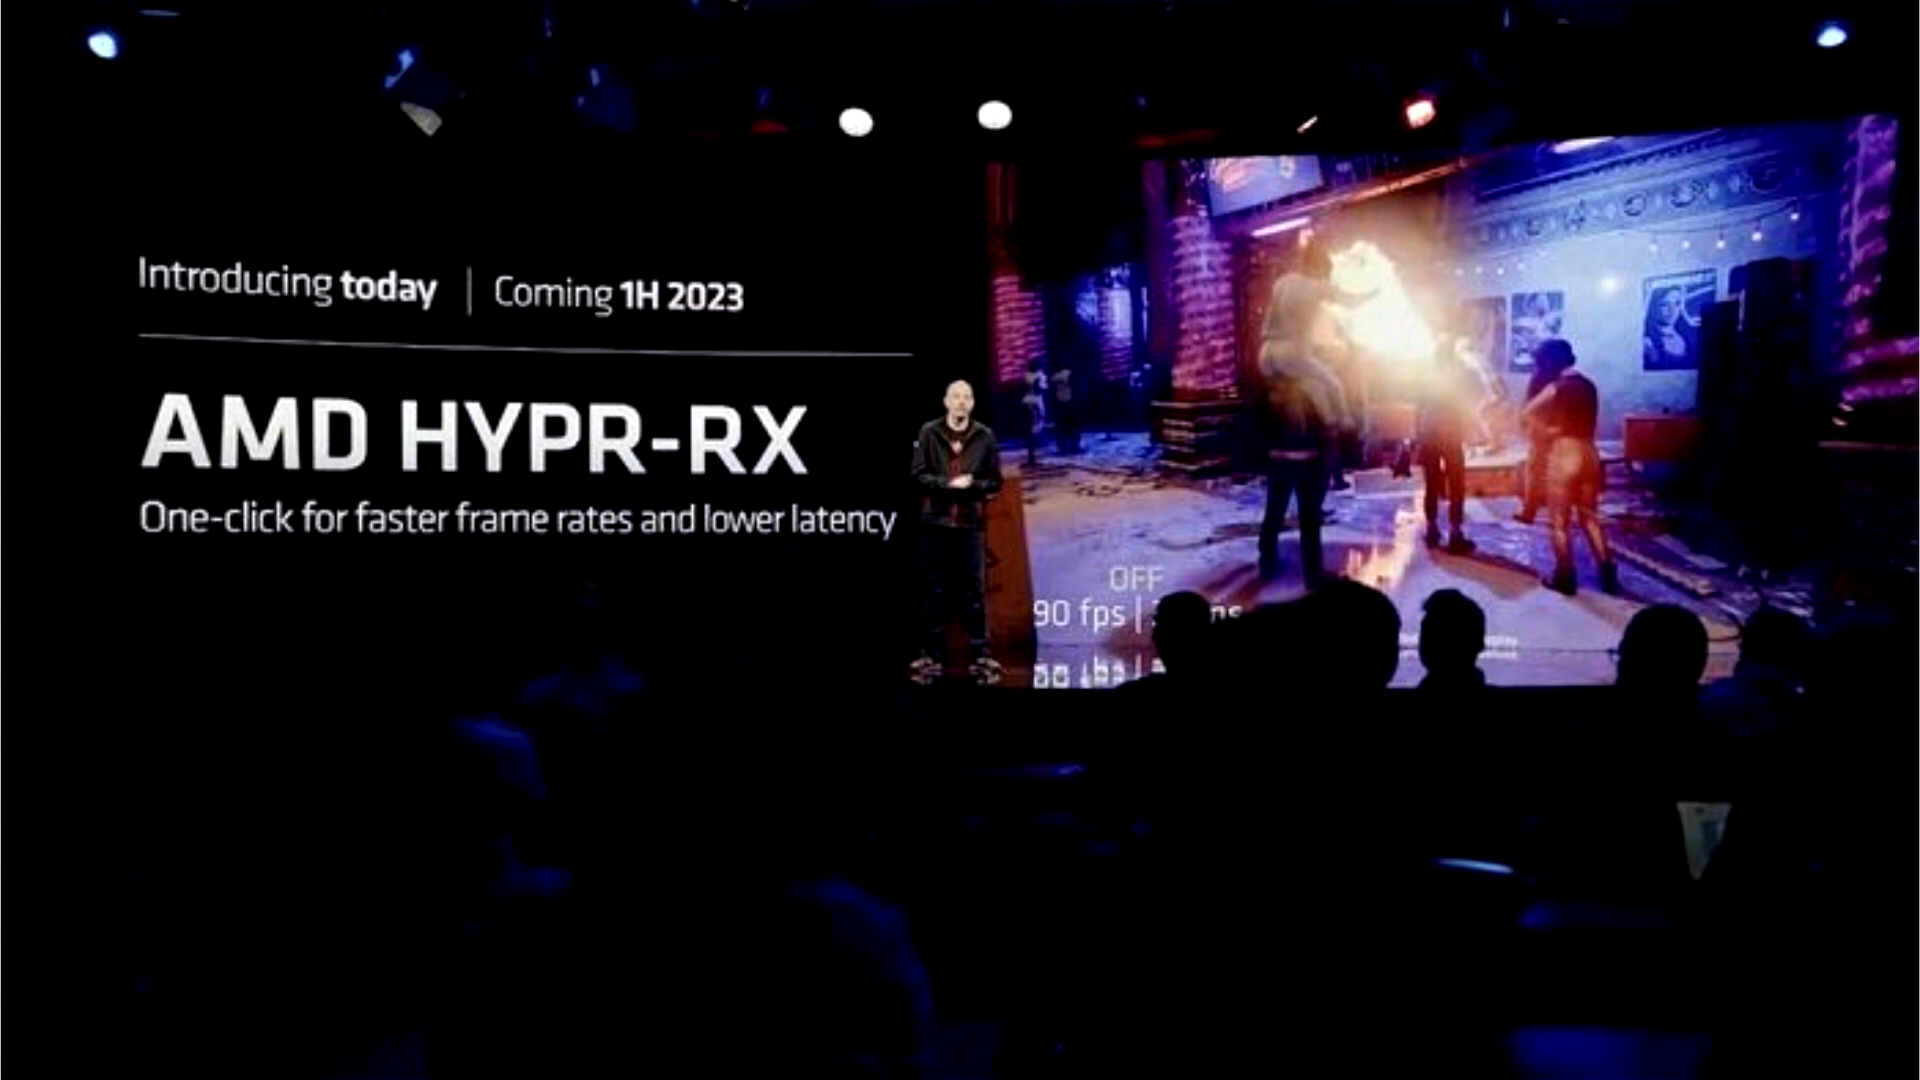 Introducing today | Coming 1H 2023
AMD HYPR-RX
One-click for faster frame rates and lower latency
OFF
90 fps |